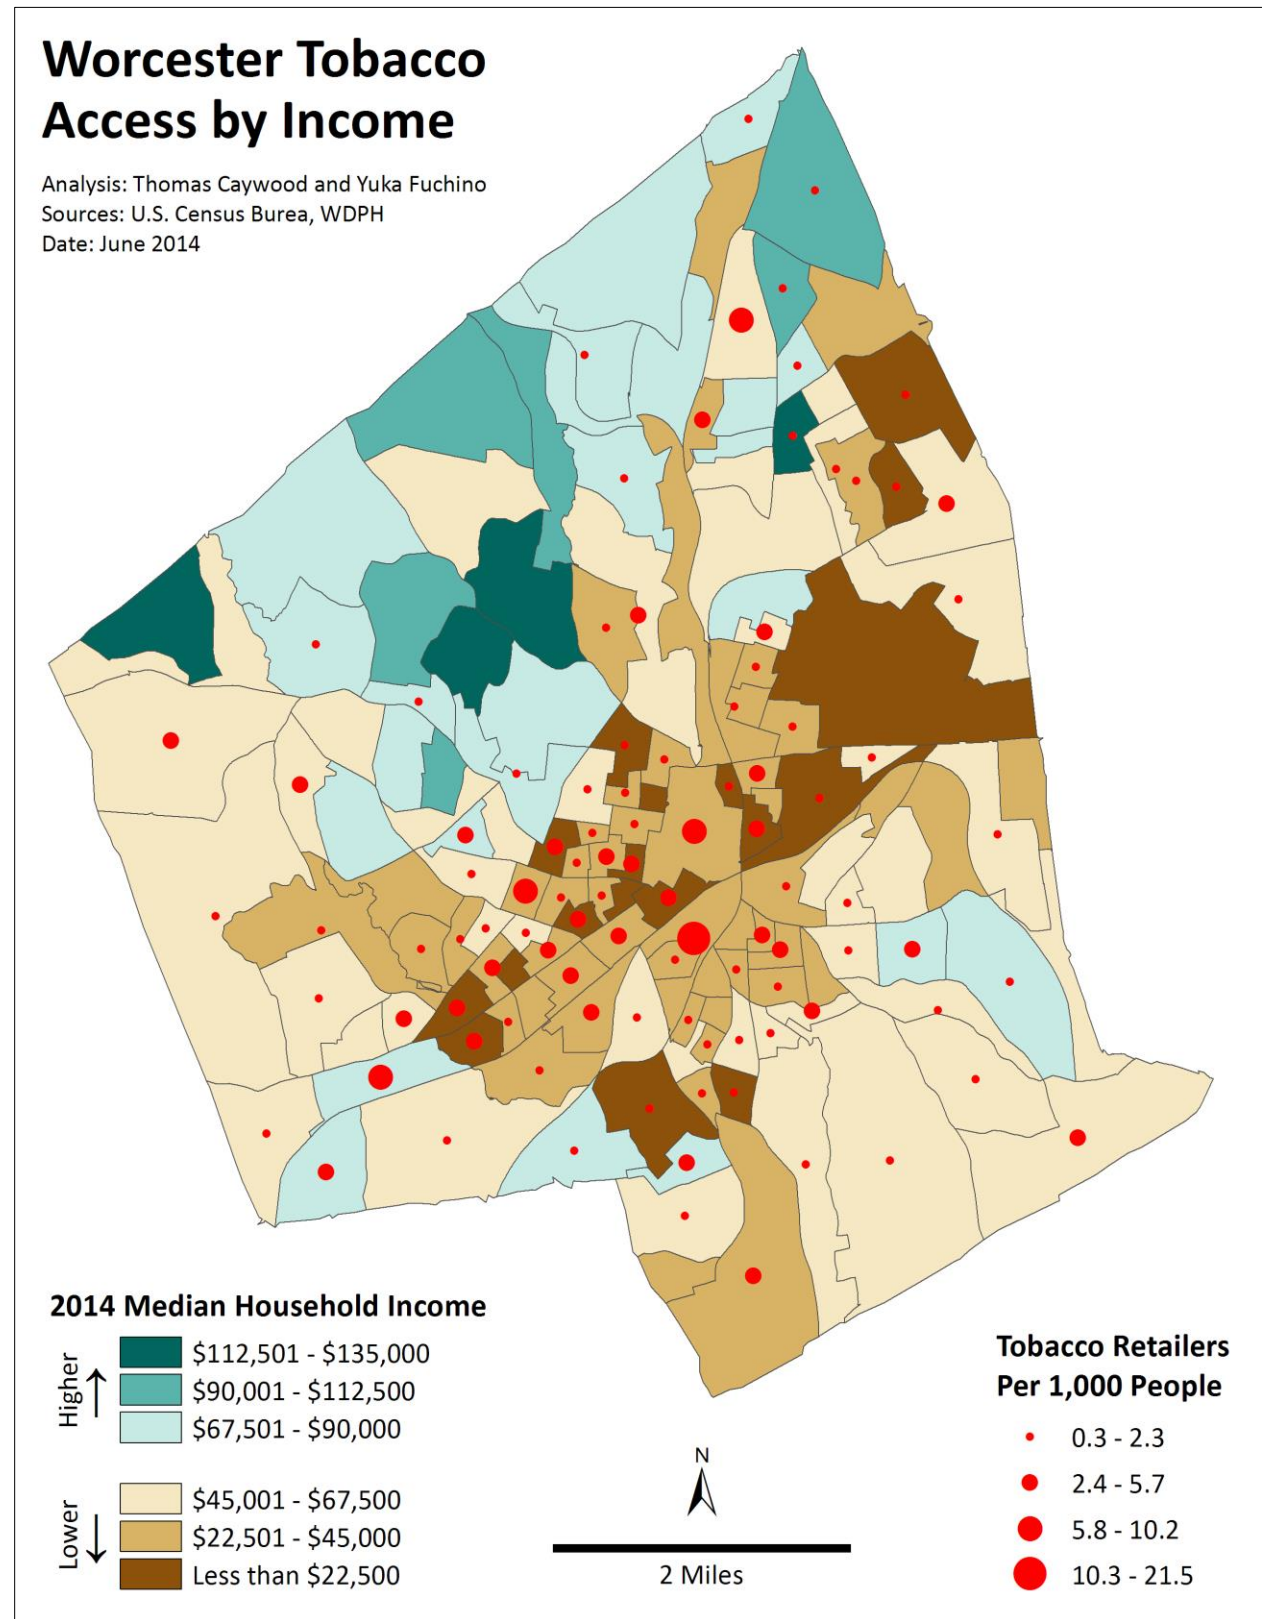 Worcester Tobacco
Access by Income
Analysis: Thomas Caywood and Yuka Fuchino
Sources: U.S. Census Burea, WDPH
Date: June 2014
2014 Median Household Income
Higher
$112,501 - $135,000
$90,001 - $112,500
$67,501 - $90,000
Lower
$45,001 - $67,500
$22,501 - $45,000
Less than $22,500
N
2 Miles
Tobacco Retailers
Per 1,000 People
0.3 - 2.3
2.4 - 5.7
5.8 - 10.2
10.3 - 21.5